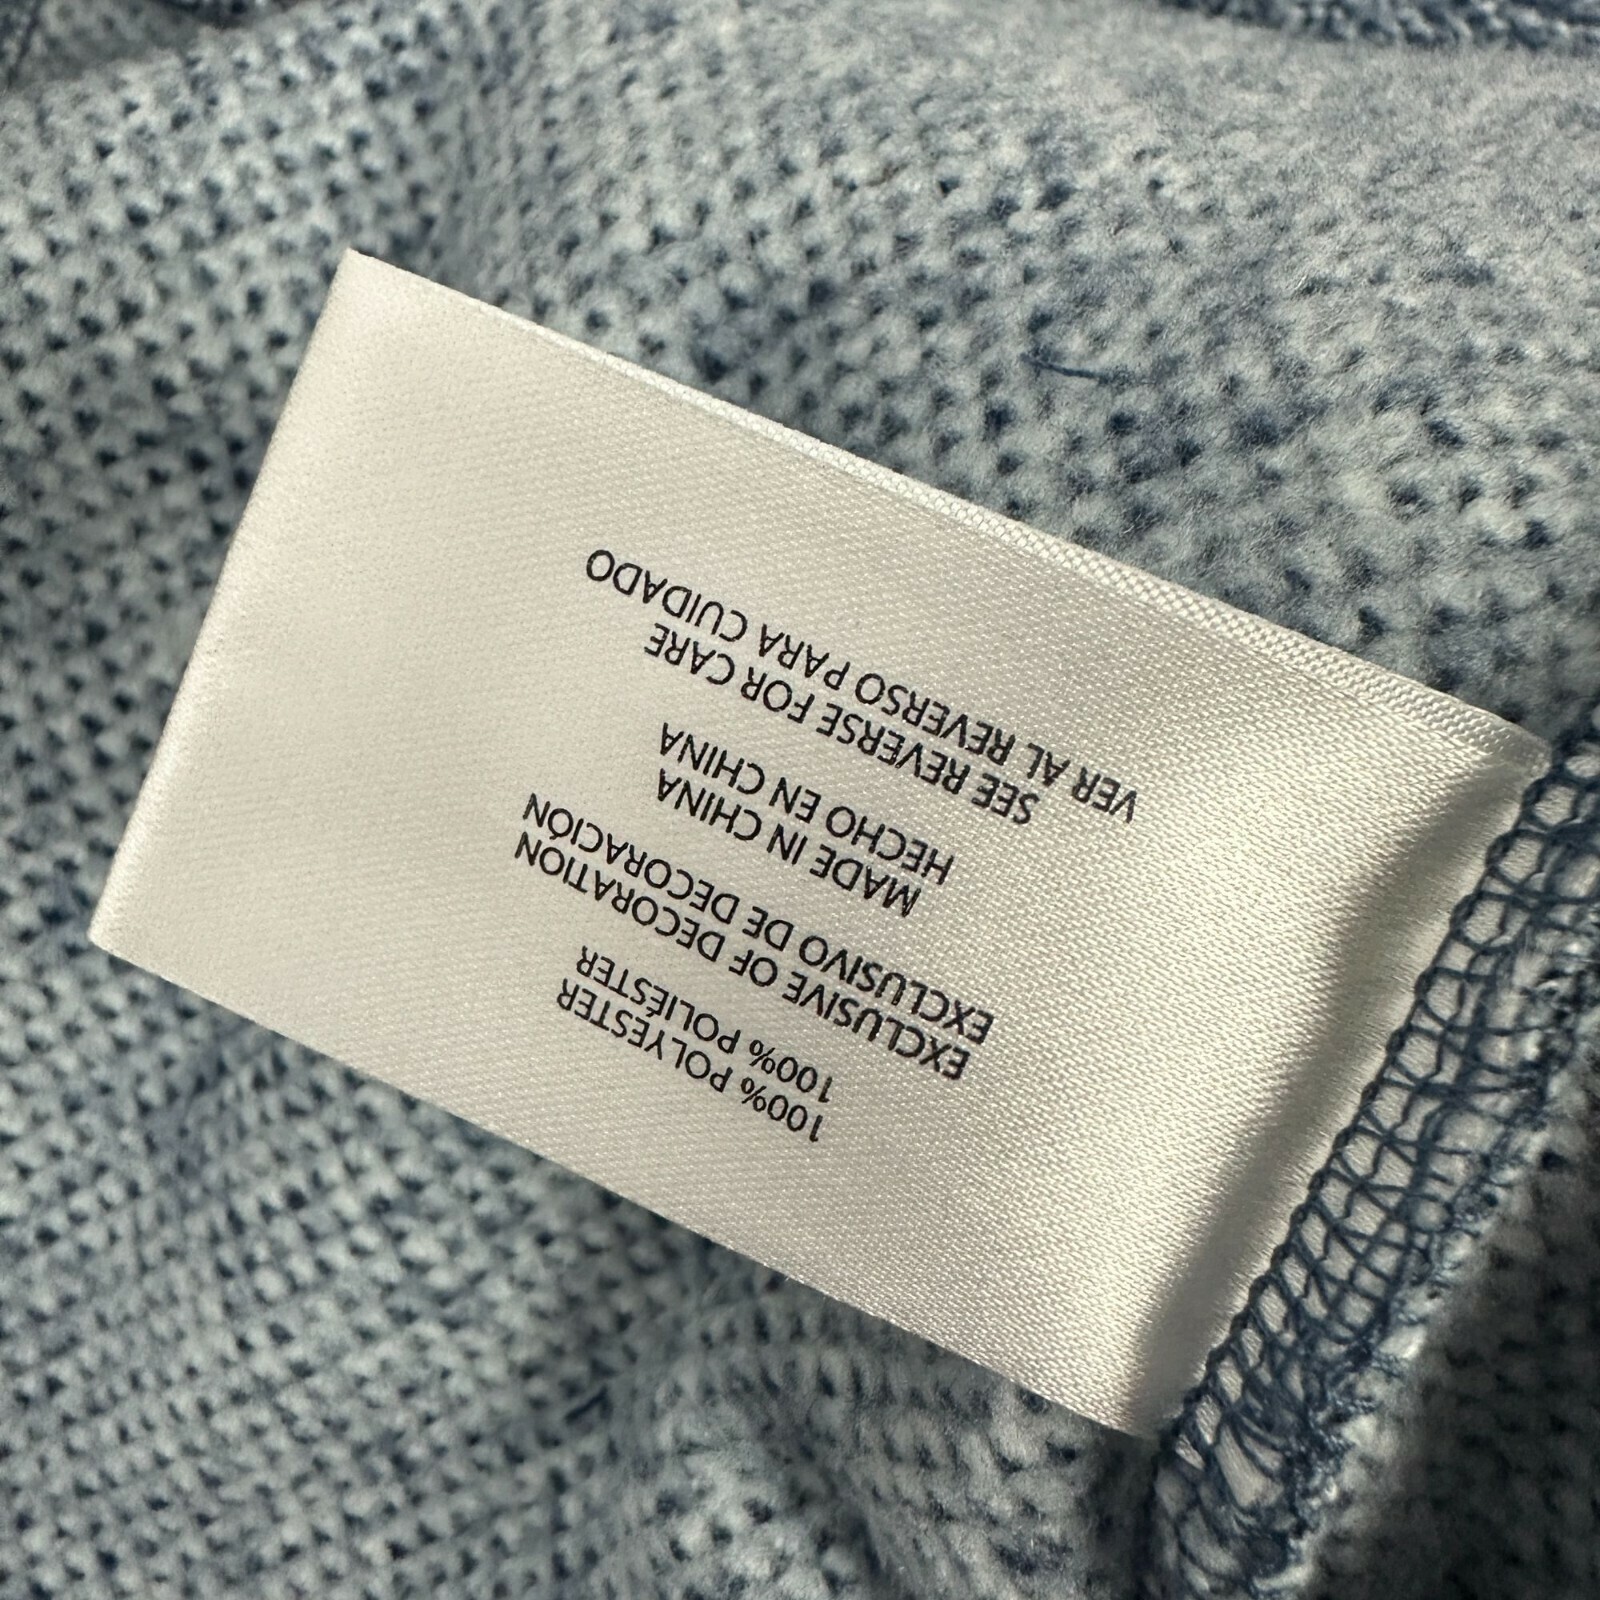 100% POLYESTER
100% POLIÉSTER
EXCLUSIVE OF DECORATION
EXCLUSIVO DE DECORACIÓN
MADE IN CHINA
HECHO EN CHINA
SEE REVERSE FOR CARE
VER AL REVERSO PARA CUIDADO